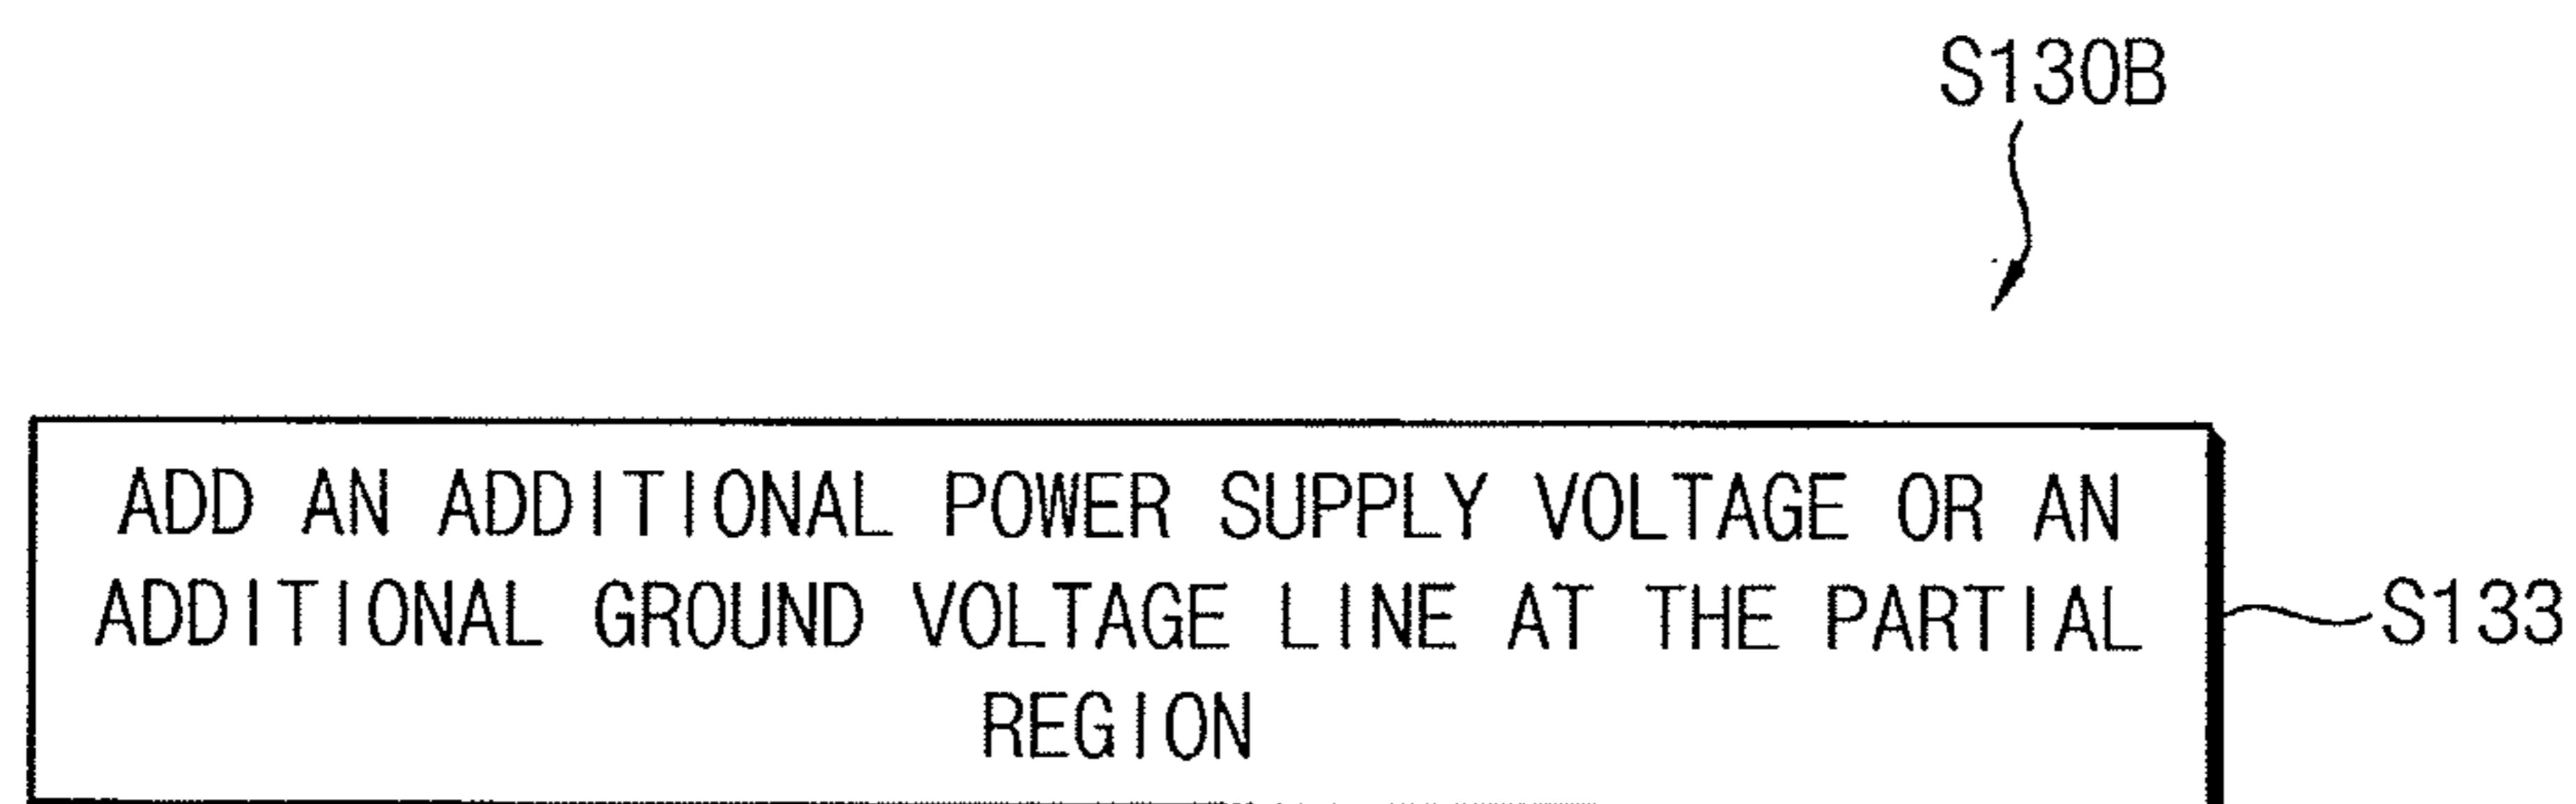 S130B
ADD AN ADDITIONAL POWER SUPPLY VOLTAGE OR AN
ADDITIONAL GROUND VOLTAGE LINE AT THE PARTIAL
REGION
S133